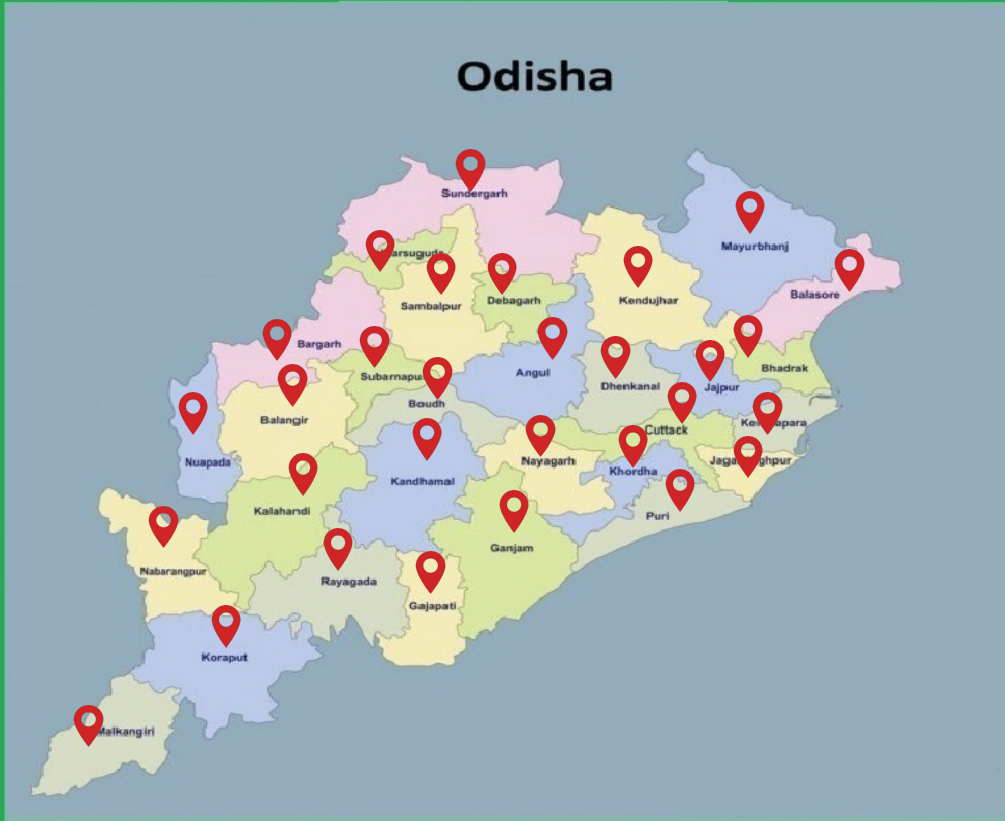 Odisha
Sundergarh
Mayurbhanj
Balasore
Sambalpur
Debagarh
Kendujhar
Bargarh
Bhadrak
Angul
Dhenkanal
Jajpur
Boudh
Balangir
Cuttack
Nuapada
Nayagarh
Khordha
Kandhamal
Kalahandi
Puri
Ganjam
Nabarangpur
Rayagada
Gajapati
Koraput
Malkangiri